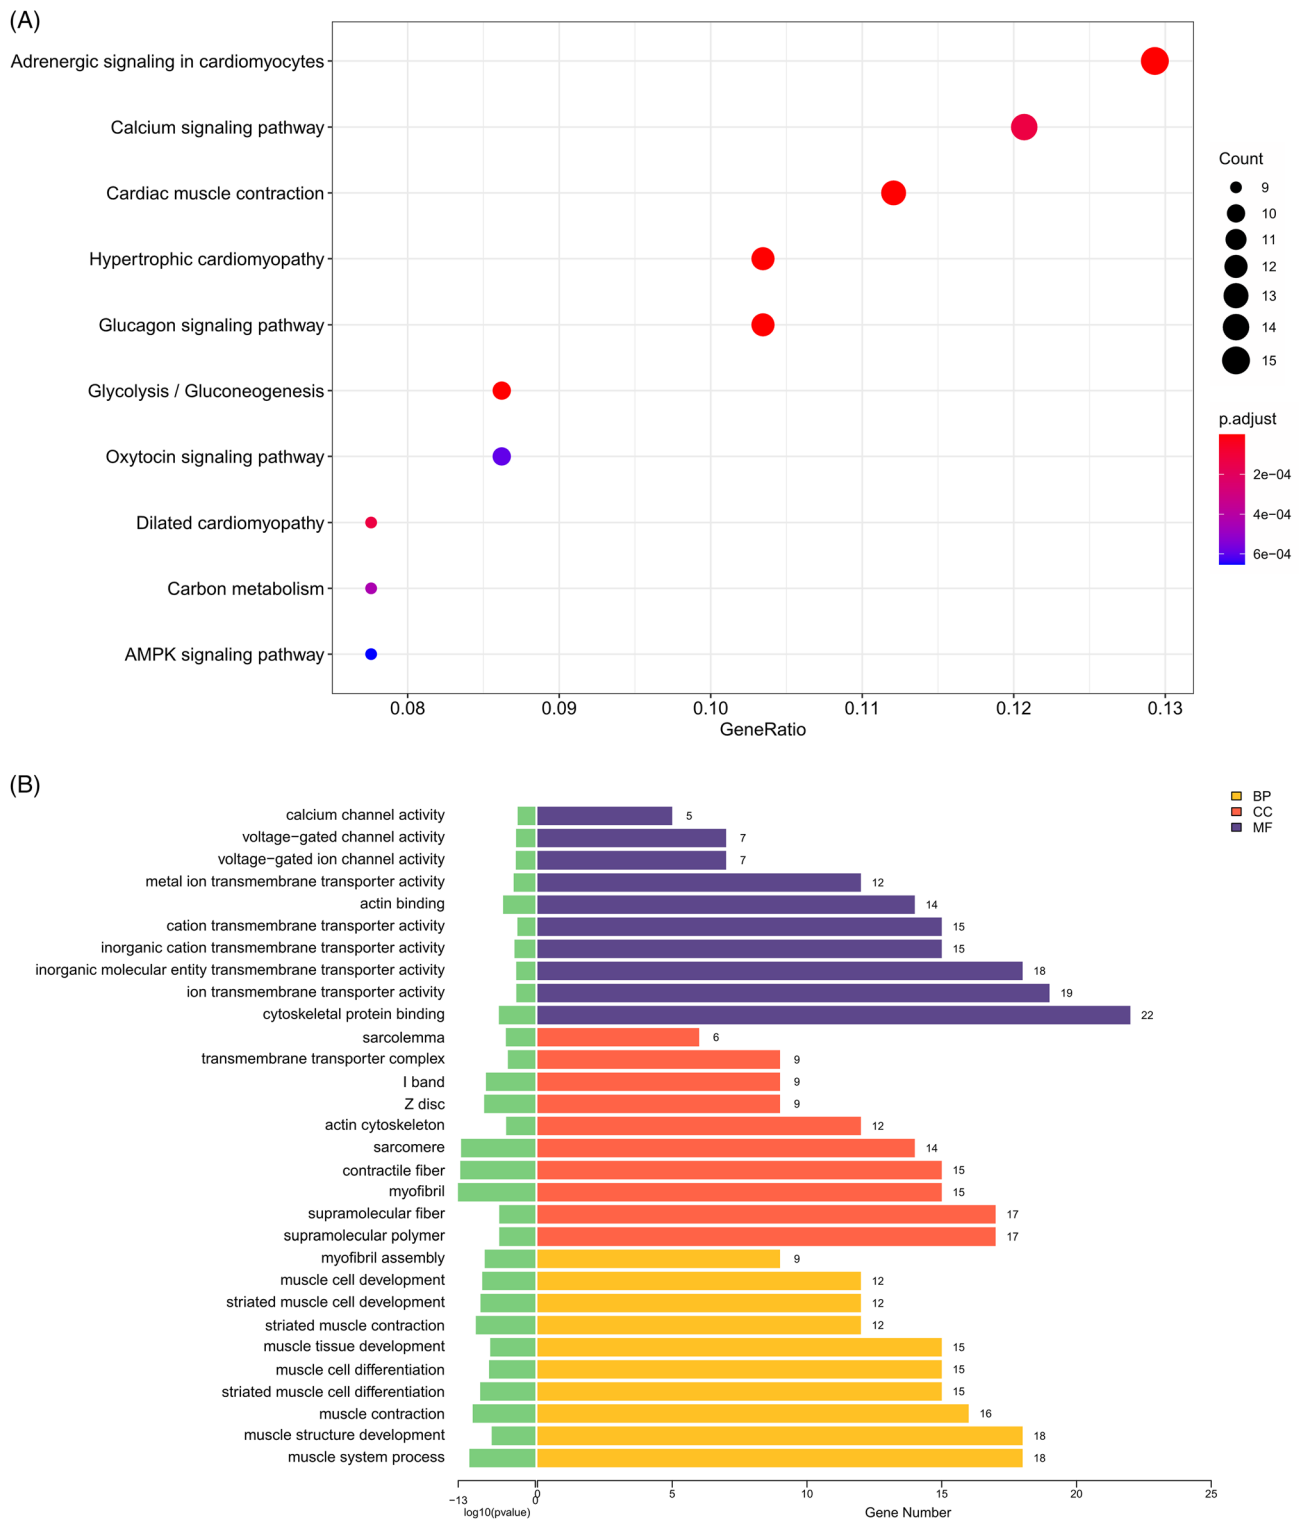 (A)
Adrenergic signaling in cardiomyocytes
Calcium signaling pathway
Cardiac muscle contraction
Hypertrophic cardiomyopathy
Glucagon signaling pathway
Glycolysis / Gluconeogenesis
Oxytocin signaling pathway
Dilated cardiomyopathy
Carbon metabolism
AMPK signaling pathway
0.08 0.09 0.10 0.11 0.12 0.13
GeneRatio
Count
9
10
11
12
13
14
15
p.adjust
2e−04
4e−04
6e−04
(B)
BP
CC
MF
calcium channel activity 5
voltage−gated channel activity 7
voltage−gated ion channel activity 7
metal ion transmembrane transporter activity 12
actin binding 14
cation transmembrane transporter activity 15
inorganic cation transmembrane transporter activity 15
inorganic molecular entity transmembrane transporter activity 18
ion transmembrane transporter activity 19
cytoskeletal protein binding 22
sarcolemma 6
transmembrane transporter complex 9
I band 9
Z disc 9
actin cytoskeleton 12
sarcomere 14
contractile fiber 15
myofibril 15
supramolecular fiber 17
supramolecular polymer 17
myofibril assembly 9
muscle cell development 12
striated muscle cell development 12
striated muscle contraction 12
muscle tissue development 15
muscle cell differentiation 15
striated muscle cell differentiation 15
muscle contraction 16
muscle structure development 18
muscle system process 18
−13 0 0 5 10 15 20 25
log10(pvalue) Gene Number